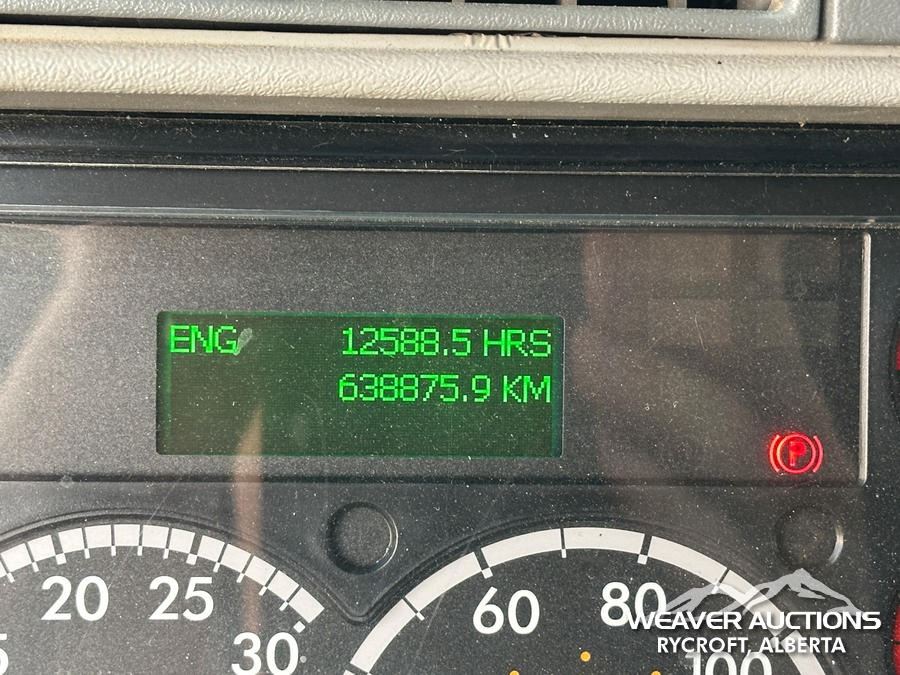 ENG 12588.5 HRS
638875.9 KM
P
20 25 30
60 80 100
WEAVER AUCTIONS
RYCROFT, ALBERTA